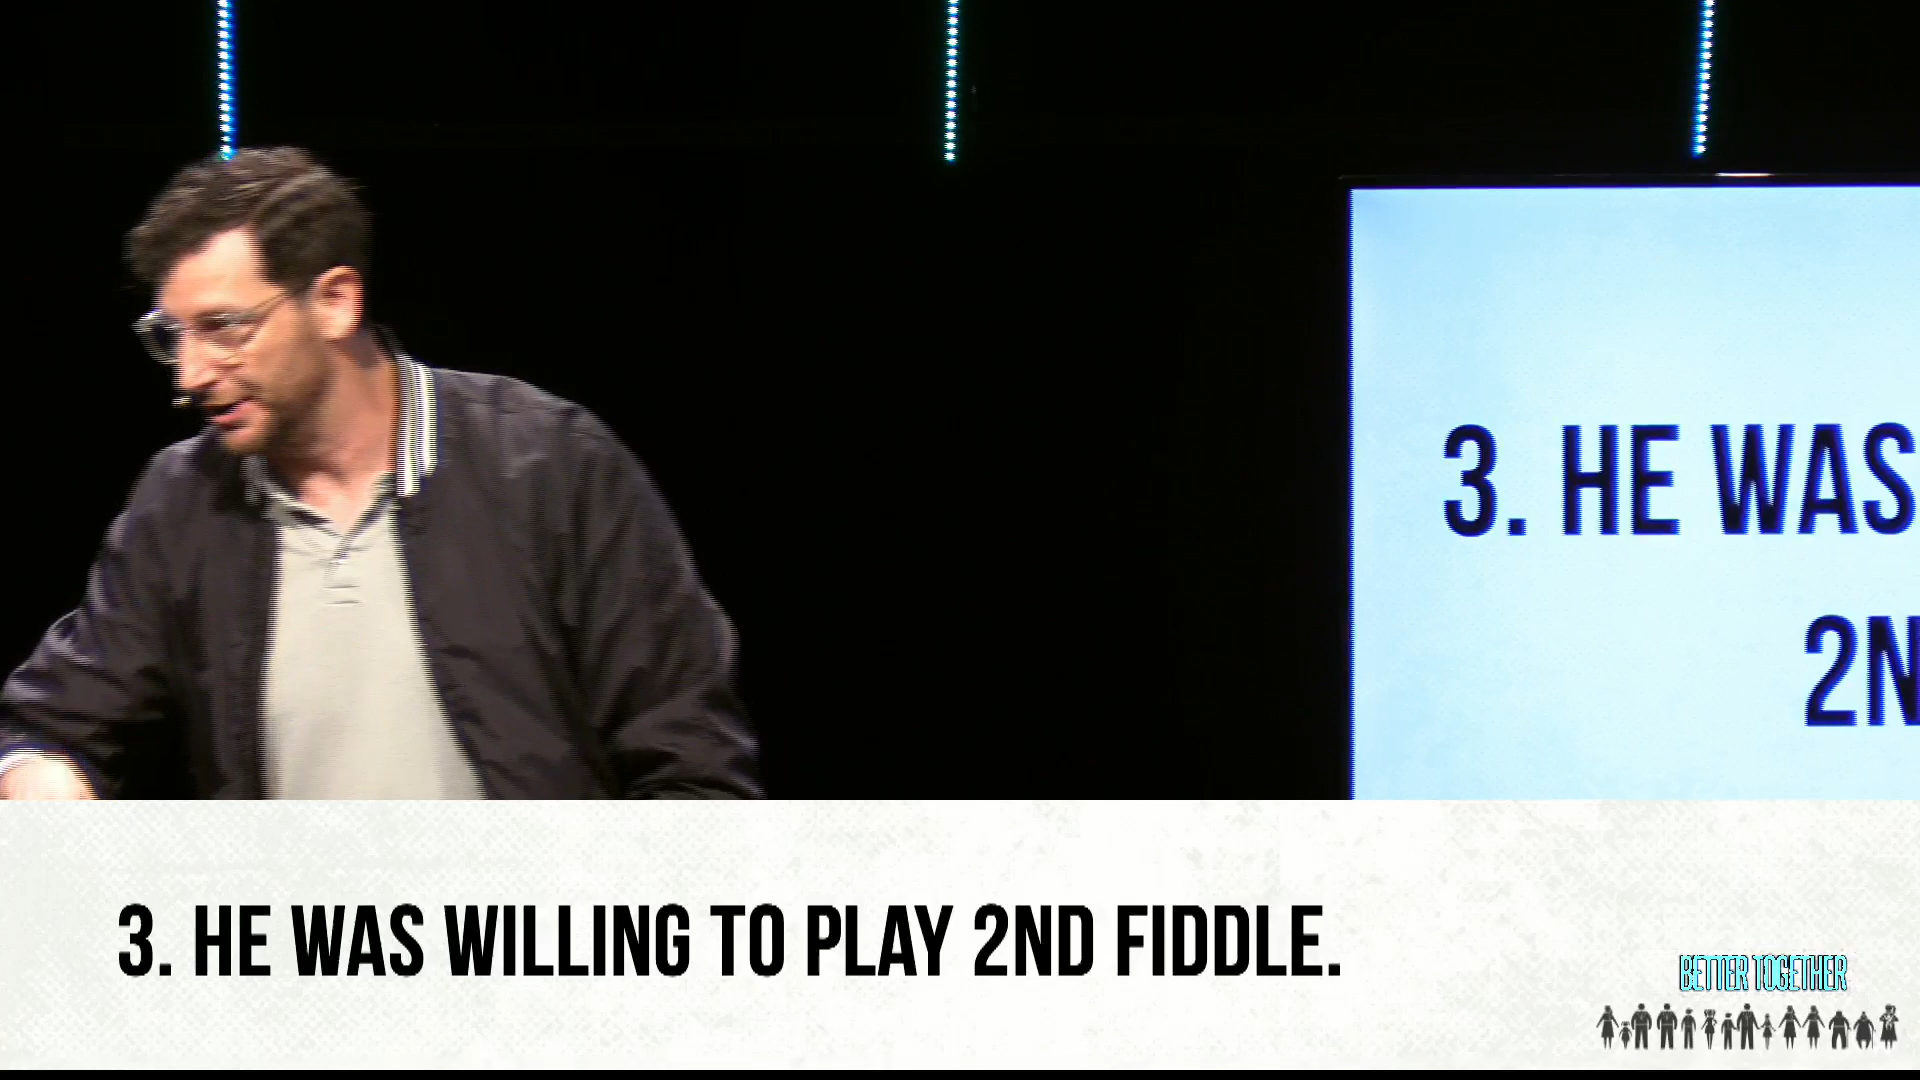 3. HE WAS
2N
3. HE WAS WILLING TO PLAY 2ND FIDDLE.
BETTER TOGETHER